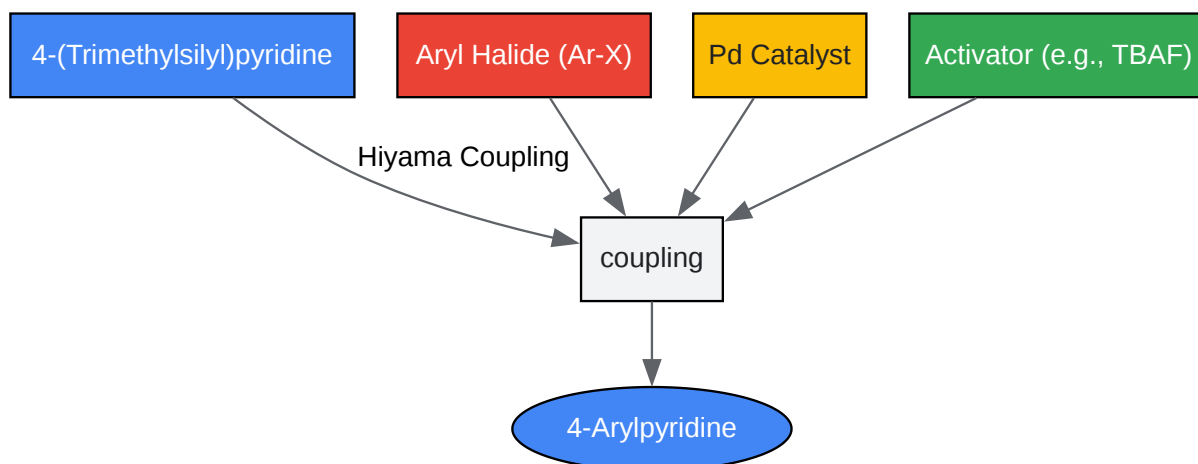 4-(Trimethylsilyl)pyridine
Aryl Halide (Ar-X)
Pd Catalyst
Activator (e.g., TBAF)
Hiyama Coupling
coupling
4-Arylpyridine